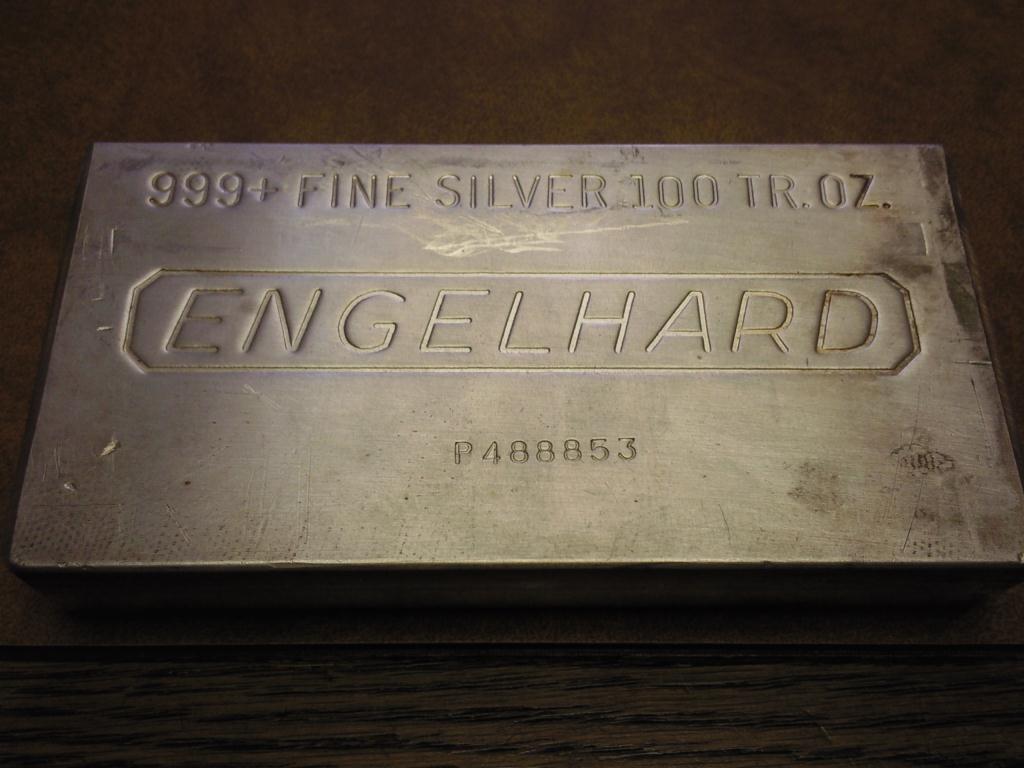 999+ FINE SILVER 100 TR. OZ.
ENGELHARD
P488853